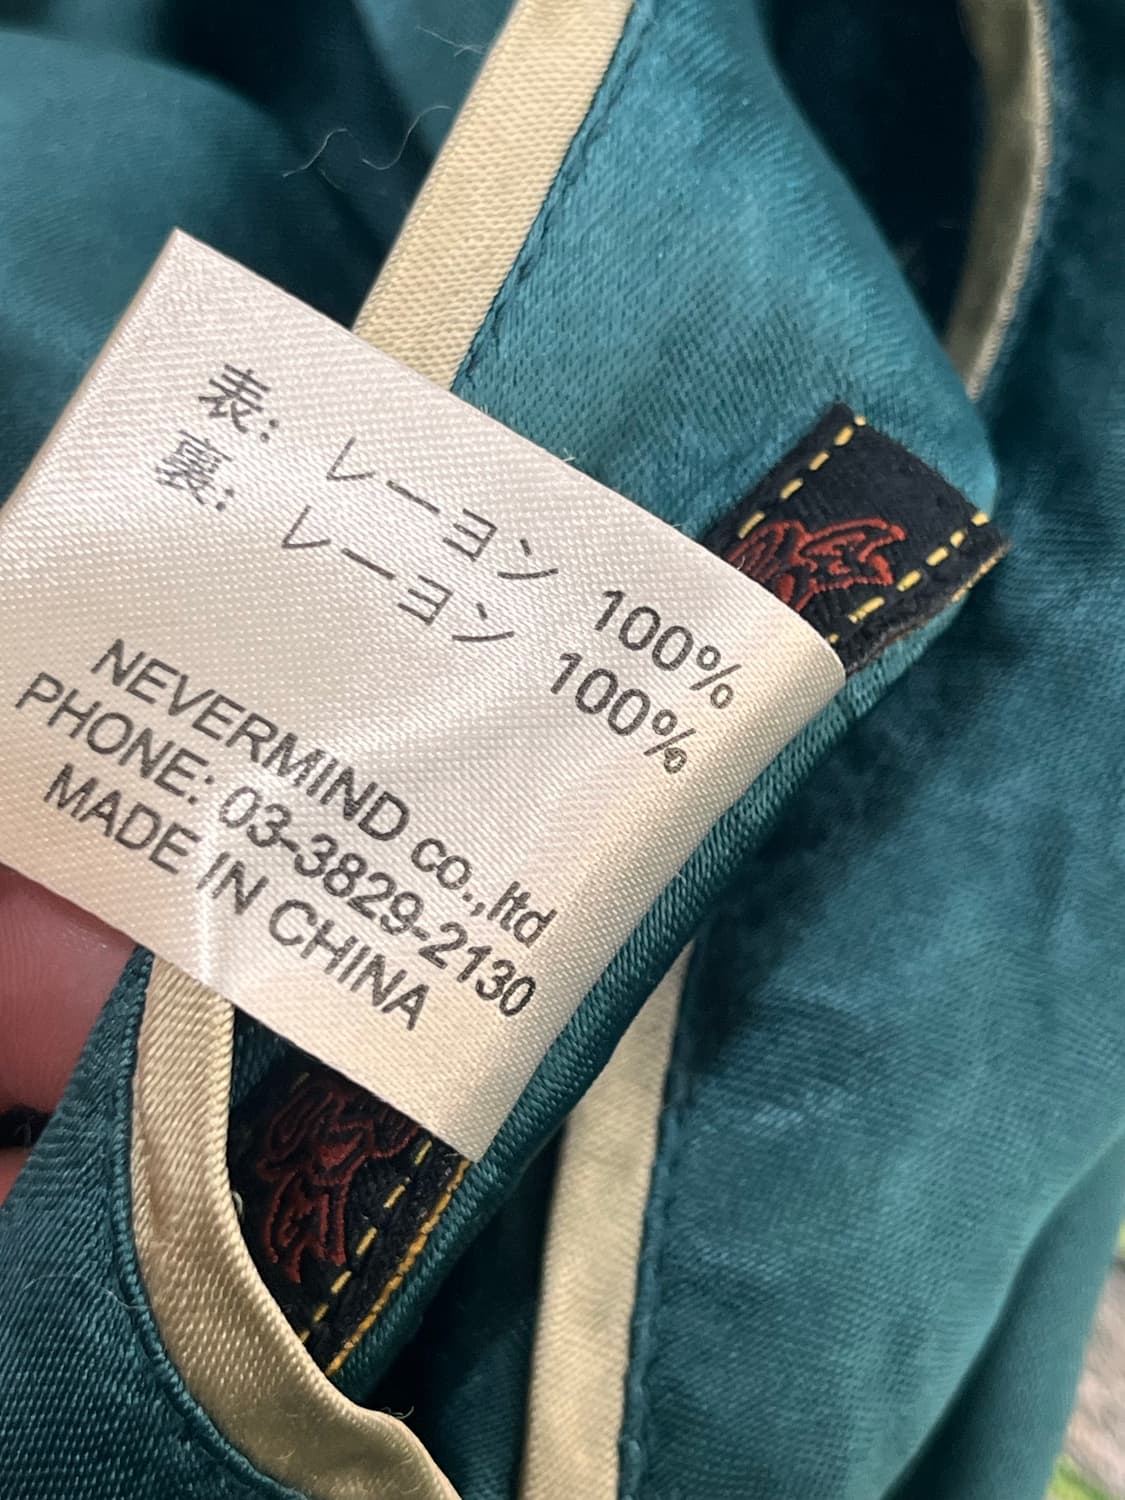 表: レーヨン 100%
裏: レーヨン 100%
NEVERMIND co.,ltd
PHONE: 03-3829-2130
MADE IN CHINA